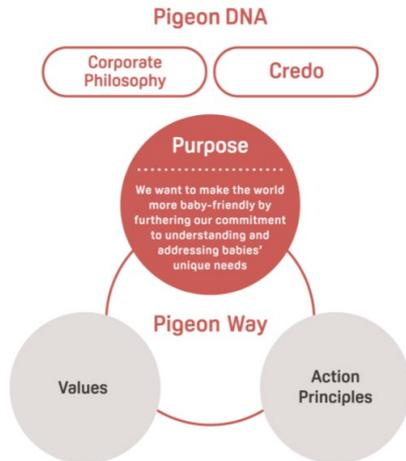 Pigeon DNA
Corporate
Philosophy
Credo
Purpose
We want to make the world
more baby-friendly by
furthering our commitment
to understanding and
addressing babies’
unique needs
Pigeon Way
Values
Action
Principles